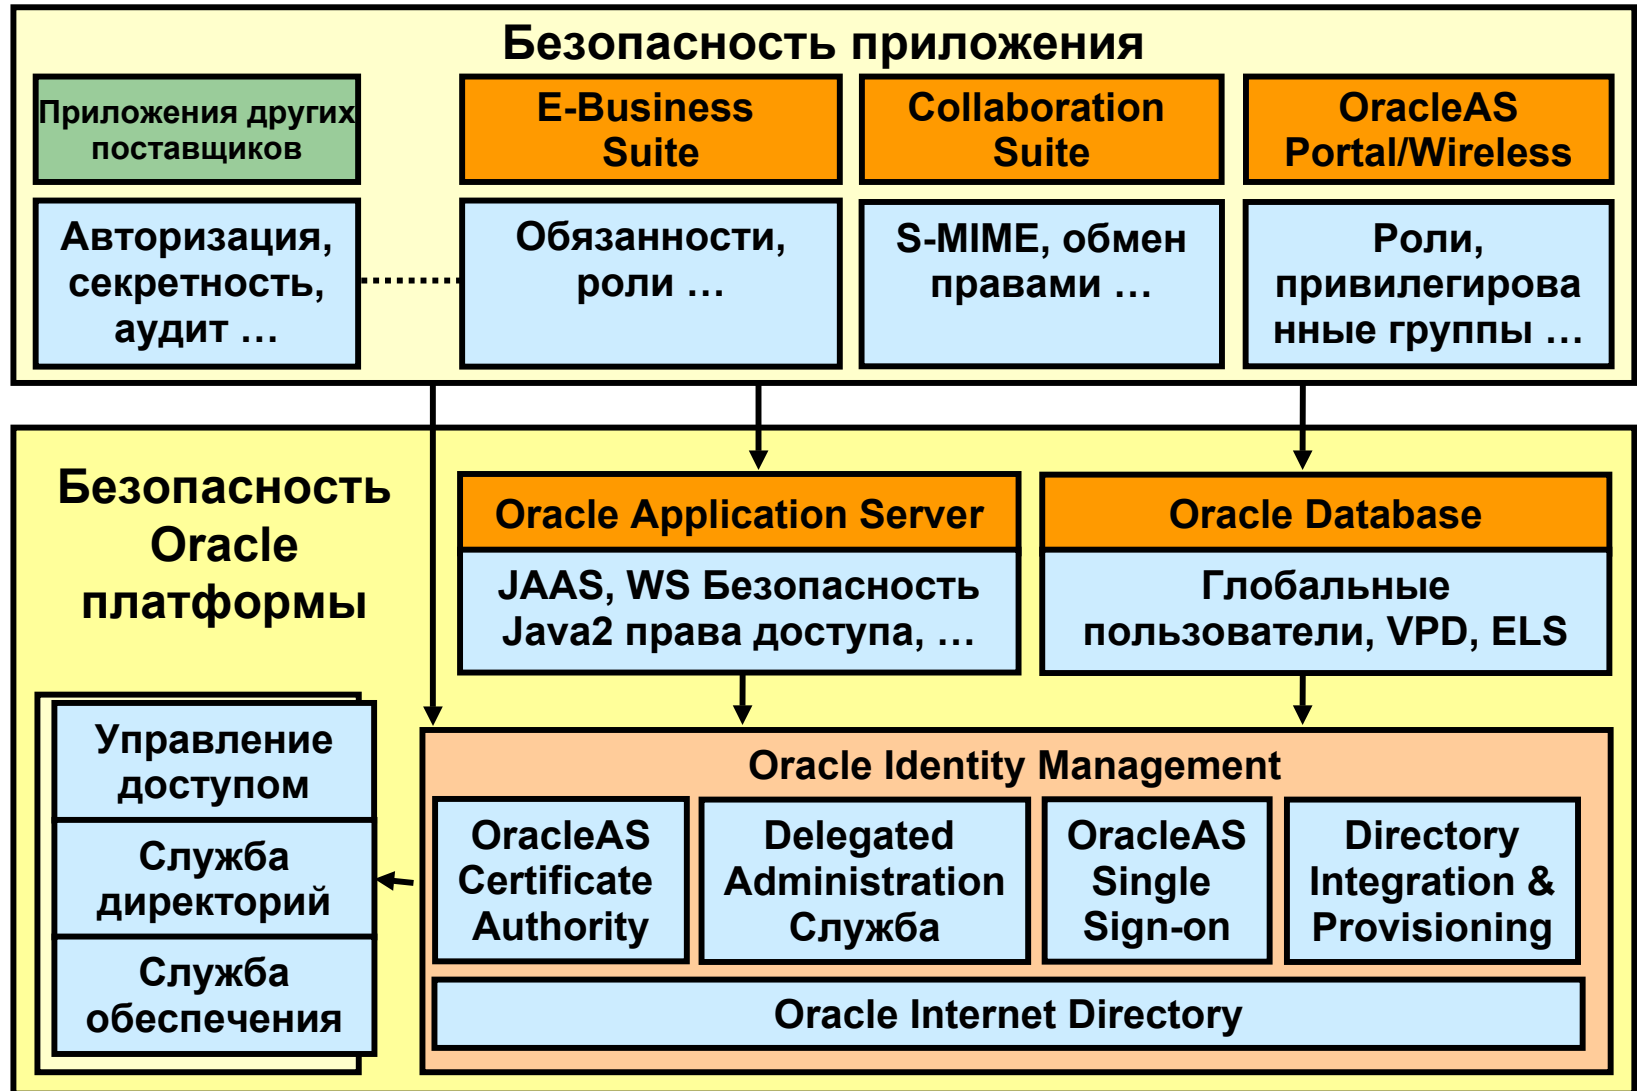 Безопасность приложения
Приложения других
поставщиков
E-Business
Suite
Collaboration
Suite
OracleAS
Portal/Wireless
Авторизация,
секретность,
аудит …
Обязанности,
роли …
S-MIME, обмен
правами …
Роли,
привилегирова
нные группы …
Безопасность
Oracle
платформы
Oracle Application Server
JAAS, WS Безопасность
Java2 права доступа, …
Oracle Database
Глобальные
пользователи, VPD, ELS
Управление
доступом
Служба
директорий
Служба
обеспечения
Oracle Identity Management
OracleAS
Certificate
Authority
Delegated
Administration
Служба
OracleAS
Single
Sign-on
Directory
Integration &
Provisioning
Oracle Internet Directory